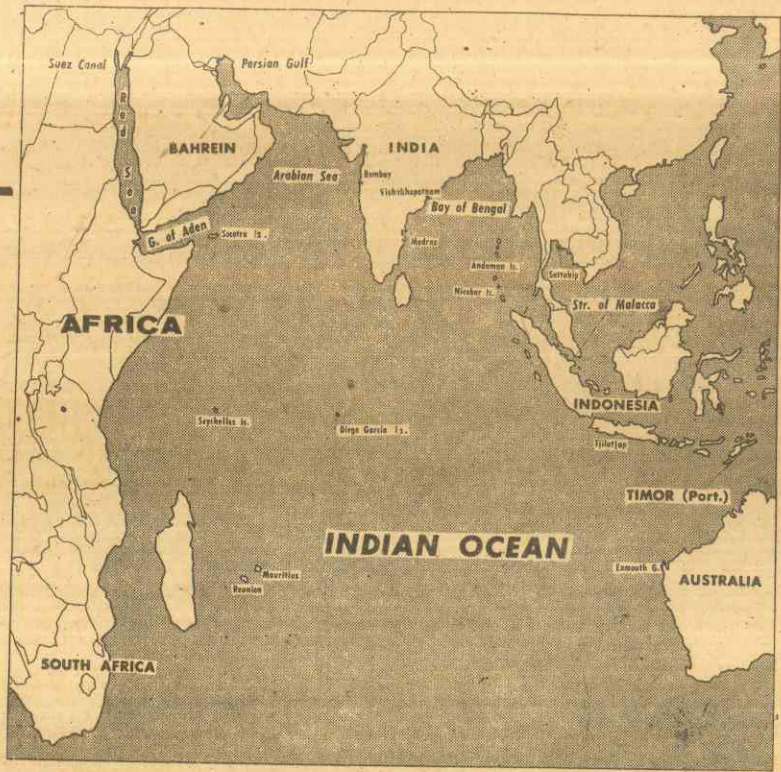 Suez Canal
Persian Gulf
Red Sea
BAHREIN
INDIA
Arabian Sea
Bombay
Vishakhapatnam
Bay of Bengal
G. of Aden
Socotra Is.
Madras
Andaman Is.
Sattahip
Nicobar Is.
Str. of Malacca
AFRICA
INDONESIA
Seychelles Is.
Diego Garcia Is.
Tjilatjap
TIMOR (Port.)
INDIAN OCEAN
Exmouth G.
Mauritius
AUSTRALIA
Reunion
SOUTH AFRICA